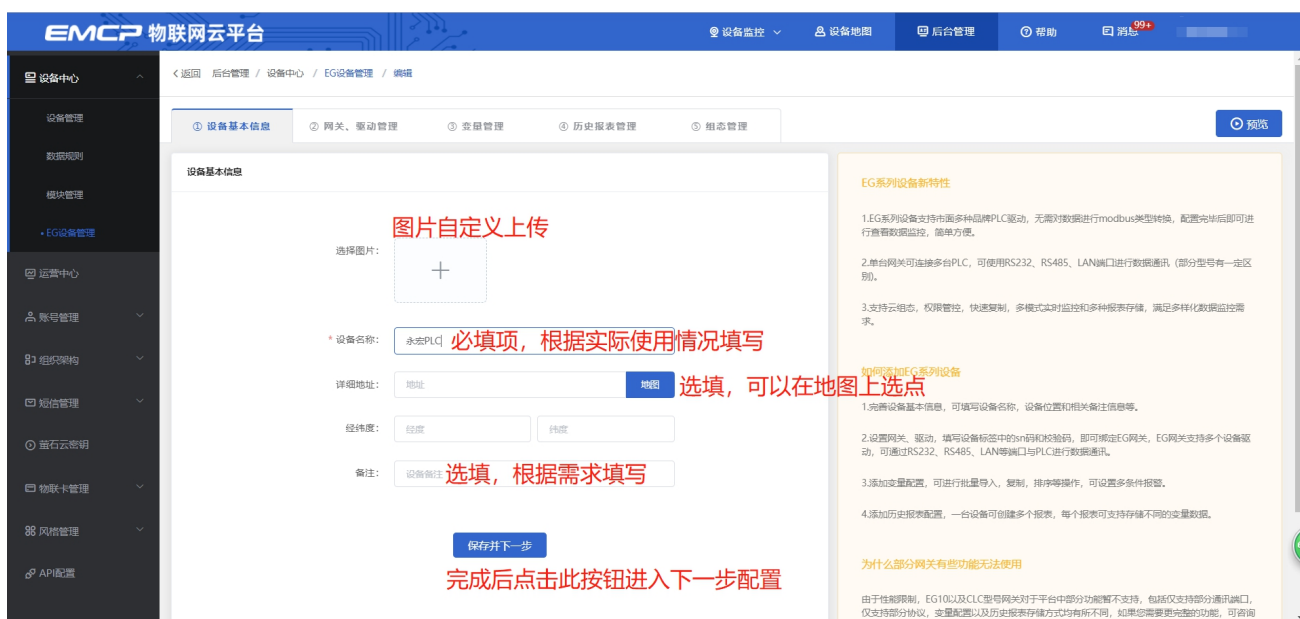 EMCP 物联网云平台
设备监控
设备地图
后台管理
帮助
消息
99+
设备中心
设备管理
数据规则
模块管理
• EG设备管理
运营中心
账号管理
组织架构
短信管理
萤石云密钥
物联卡管理
风格管理
API配置
返回 后台管理 / 设备中心 / EG设备管理 / 编辑
① 设备基本信息
② 网关、驱动管理
③ 变量管理
④ 历史报表管理
⑤ 组态管理
预览
设备基本信息
图片自定义上传
选择图片：
* 设备名称： 永宏PLC 必填项，根据实际使用情况填写
详细地址： 地址 地图 选填，可以在地图上选点
经纬度： 经度 纬度
备注： 设备备注 选填，根据需求填写
保存并下一步
完成后点击此按钮进入下一步配置
EG系列设备新特性
1.EG系列设备支持市面多种品牌PLC驱动，无需对数据进行modbus类型转换，配置完毕后即可进
行查看数据监控，简单方便。
2.单台网关可连接多台PLC，可使用RS232、RS485、LAN端口进行数据通讯（部分型号有一定区
别）。
3.支持云组态，权限管控，快速复制，多模式实时监控和多种报表存储，满足多样化数据监控需
求。
如何添加EG系列设备
1.完善设备基本信息，可填写设备名称，设备位置和相关备注信息等。
2.设置网关、驱动，填写设备标签中的sn码和校验码，即可绑定EG网关，EG网关支持多个设备驱
动，可通过RS232、RS485、LAN等端口与PLC进行数据通讯。
3.添加变量配置，可进行批量导入，复制，排序等操作，可设置多条件报警。
4.添加历史报表配置，一台设备可创建多个报表，每个报表可支持存储不同的变量数据。
为什么部分网关有些功能无法使用
由于性能限制，EG10以及CLC型号网关对于平台中部分功能暂不支持，包括仅支持部分通讯端口，
仅支持部分协议，变量配置以及历史报表存储方式均有所不同，如果您需要更完整的功能，可咨询